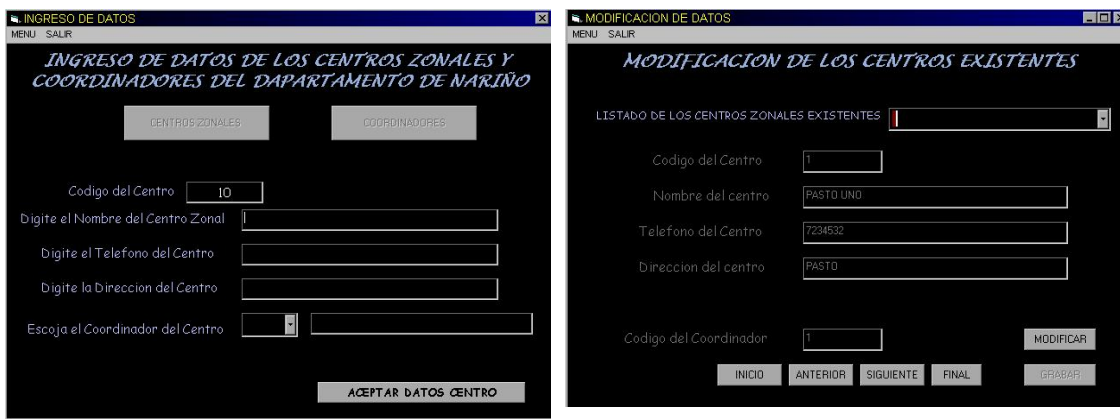 INGRESO DE DATOS
MENU SALIR
INGRESO DE DATOS DE LOS CENTROS ZONALES Y
COORDINADORES DEL DAPARTAMENTO DE NARIÑO
CENTROS ZONALES COORDINADORES
Codigo del Centro 10
Digite el Nombre del Centro Zonal
Digite el Telefono del Centro
Digite la Direccion del Centro
Escoja el Coordinador del Centro
ACEPTAR DATOS CENTRO
MODIFICACION DE DATOS
MENU SALIR
MODIFICACION DE LOS CENTROS EXISTENTES
LISTADO DE LOS CENTROS ZONALES EXISTENTES
Codigo del Centro 1
Nombre del centro PASTO UNO
Telefono del Centro 7234532
Direccion del centro PASTO
Codigo del Coordinador 1 MODIFICAR
INICIO ANTERIOR SIGUIENTE FINAL GRABAR